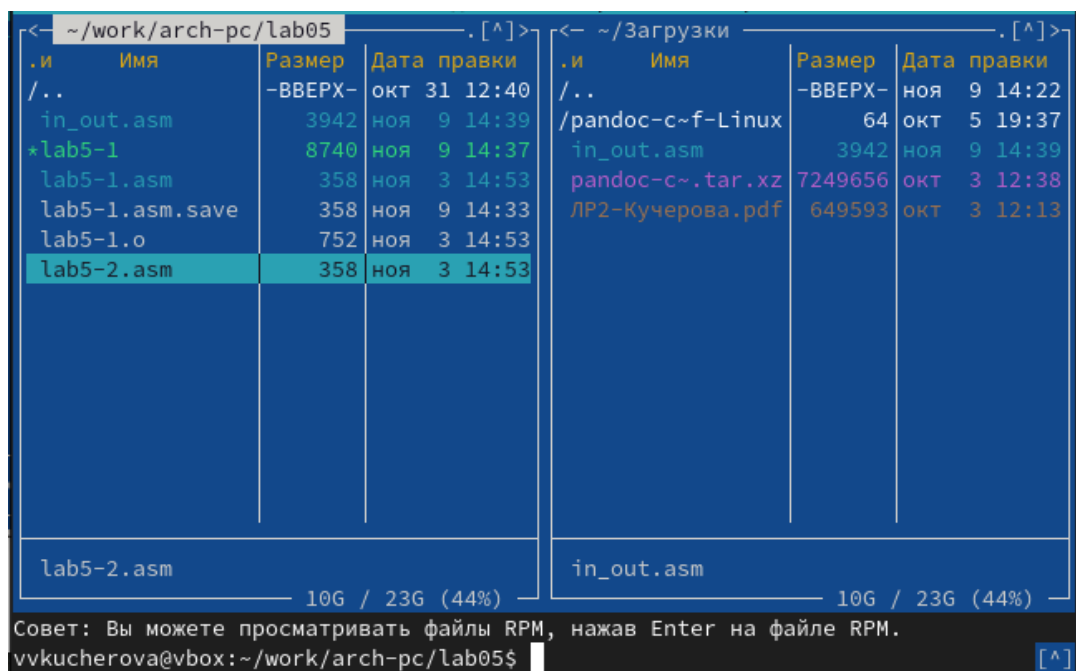 <— ~/work/arch-pc/lab05 .[^]>
.и Имя Размер Дата правки
/.. -ВВЕРХ- окт 31 12:40
in_out.asm 3942 ноя 9 14:39
*lab5-1 8740 ноя 9 14:37
lab5-1.asm 358 ноя 3 14:53
lab5-1.asm.save 358 ноя 9 14:33
lab5-1.o 752 ноя 3 14:53
lab5-2.asm 358 ноя 3 14:53
lab5-2.asm
10G / 23G (44%)
<— ~/Загрузки .[^]>
.и Имя Размер Дата правки
/.. -ВВЕРХ- ноя 9 14:22
/pandoc-c~f-Linux 64 окт 5 19:37
in_out.asm 3942 ноя 9 14:39
pandoc-c~.tar.xz 7249656 окт 3 12:38
ЛР2-Кучерова.pdf 649593 окт 3 12:13
in_out.asm
10G / 23G (44%)
Совет: Вы можете просматривать файлы RPM, нажав Enter на файле RPM.
vvkucherova@vbox:~/work/arch-pc/lab05$ [^]